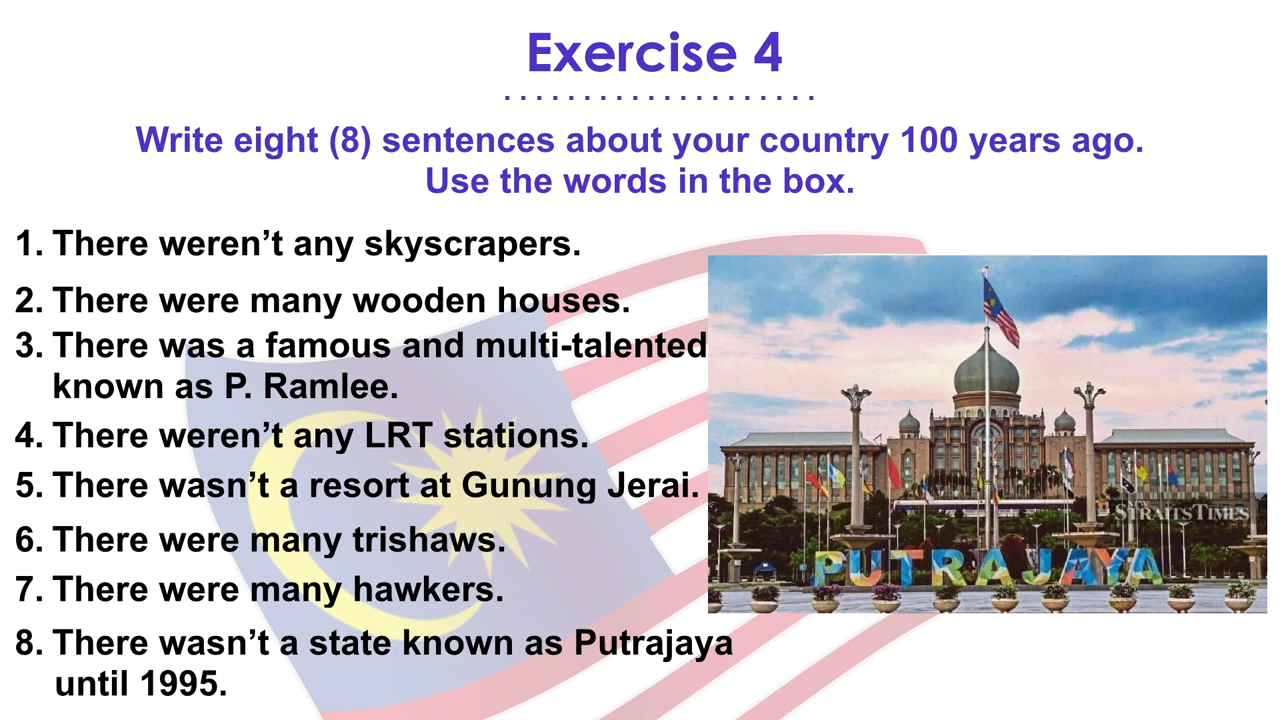 Exercise 4
Write eight (8) sentences about your country 100 years ago.
Use the words in the box.
1. There weren’t any skyscrapers.
2. There were many wooden houses.
3. There was a famous and multi-talented
known as P. Ramlee.
4. There weren’t any LRT stations.
5. There wasn’t a resort at Gunung Jerai.
6. There were many trishaws.
7. There were many hawkers.
8. There wasn’t a state known as Putrajaya
until 1995.
STRAITS TIMES
PUTRAJAYA